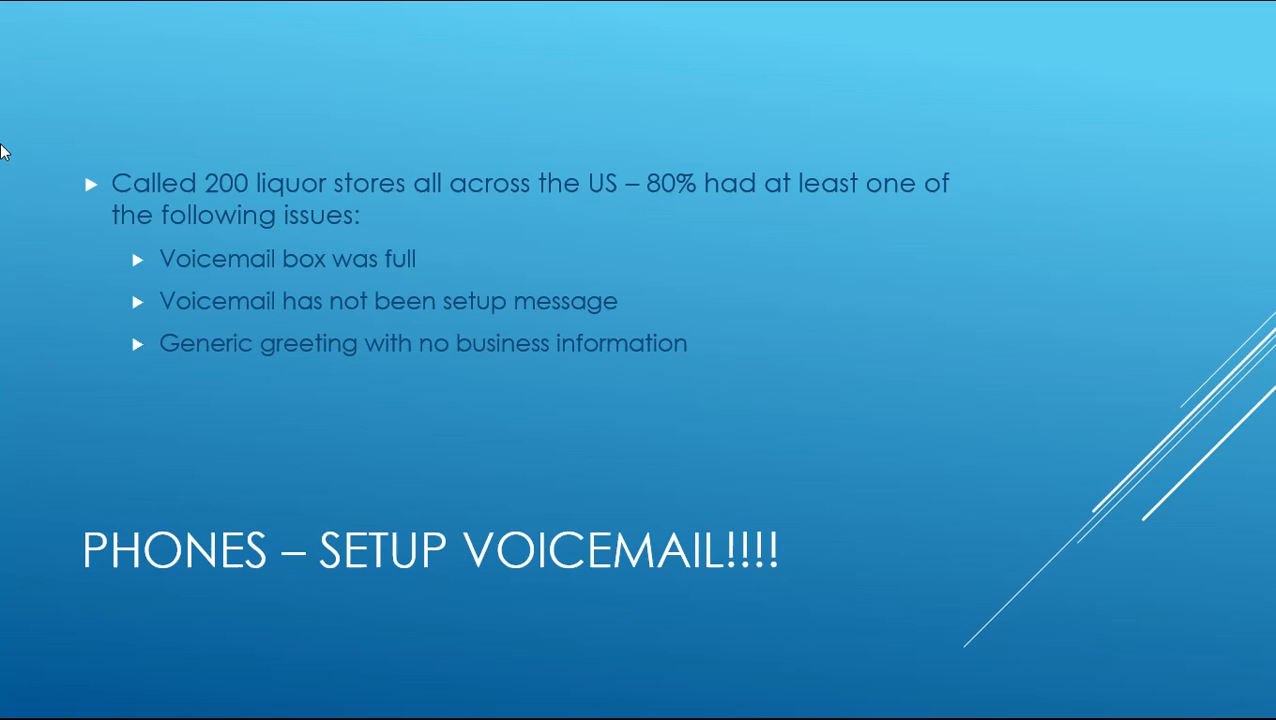 Called 200 liquor stores all across the US – 80% had at least one of
the following issues:
Voicemail box was full
Voicemail has not been setup message
Generic greeting with no business information
PHONES – SETUP VOICEMAIL!!!!